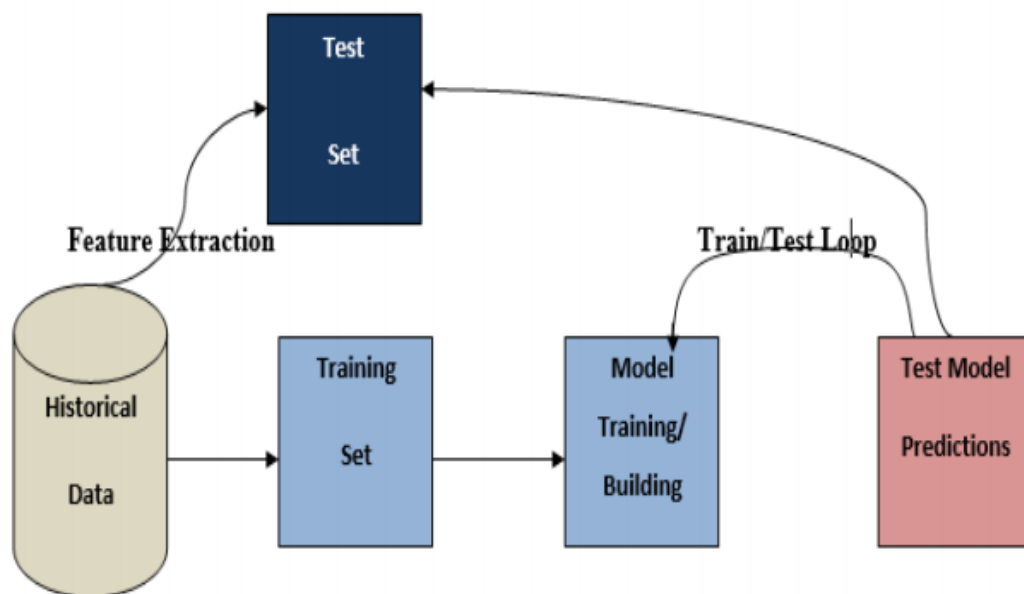 Test
Set
Feature Extraction
Train/Test Loop
Historical
Data
Training
Set
Model
Training/
Building
Test Model
Predictions